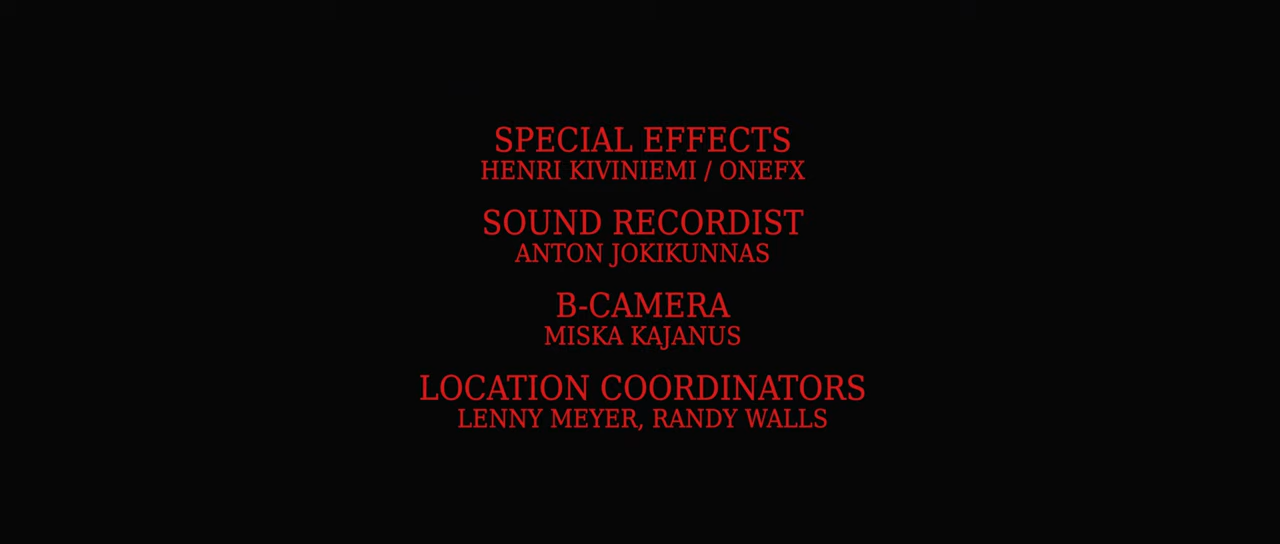 SPECIAL EFFECTS
HENRI KIVINIEMI / ONEFX
SOUND RECORDIST
ANTON JOKIKUNNAS
B-CAMERA
MISKA KAJANUS
LOCATION COORDINATORS
LENNY MEYER, RANDY WALLS